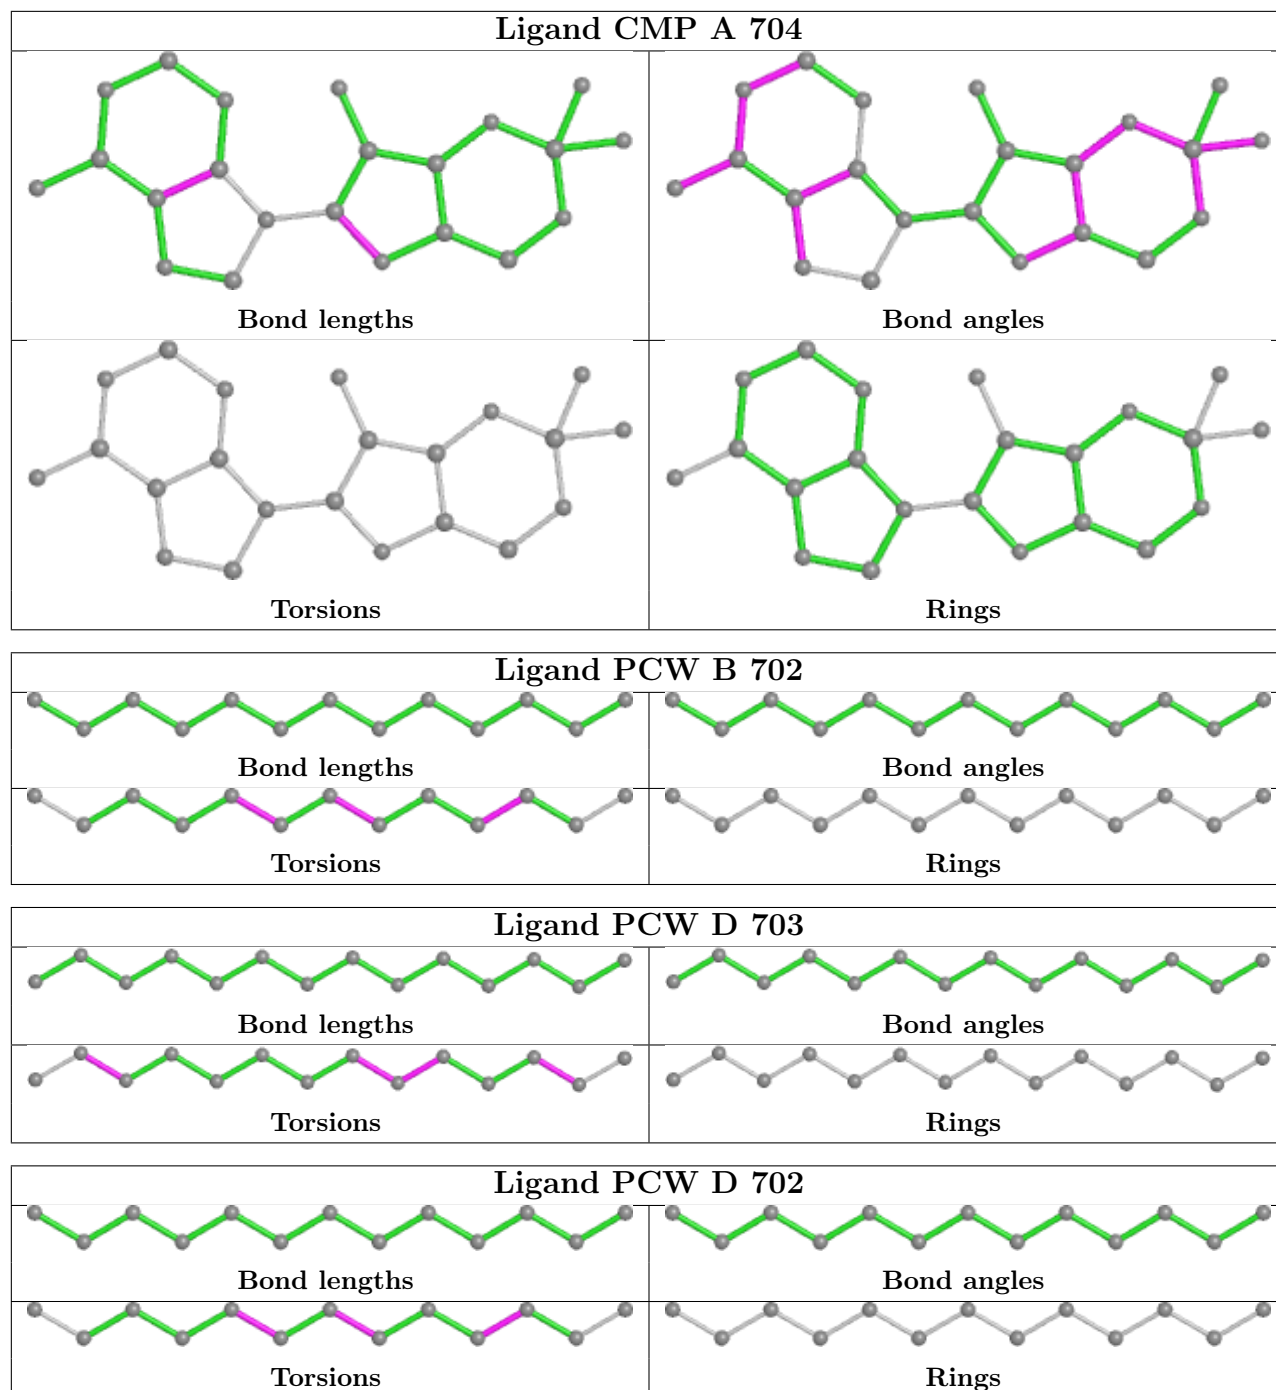 Ligand CMP A 704
Bond lengths
Bond angles
Torsions
Rings
Ligand PCW B 702
Bond lengths
Bond angles
Torsions
Rings
Ligand PCW D 703
Bond lengths
Bond angles
Torsions
Rings
Ligand PCW D 702
Bond lengths
Bond angles
Torsions
Rings